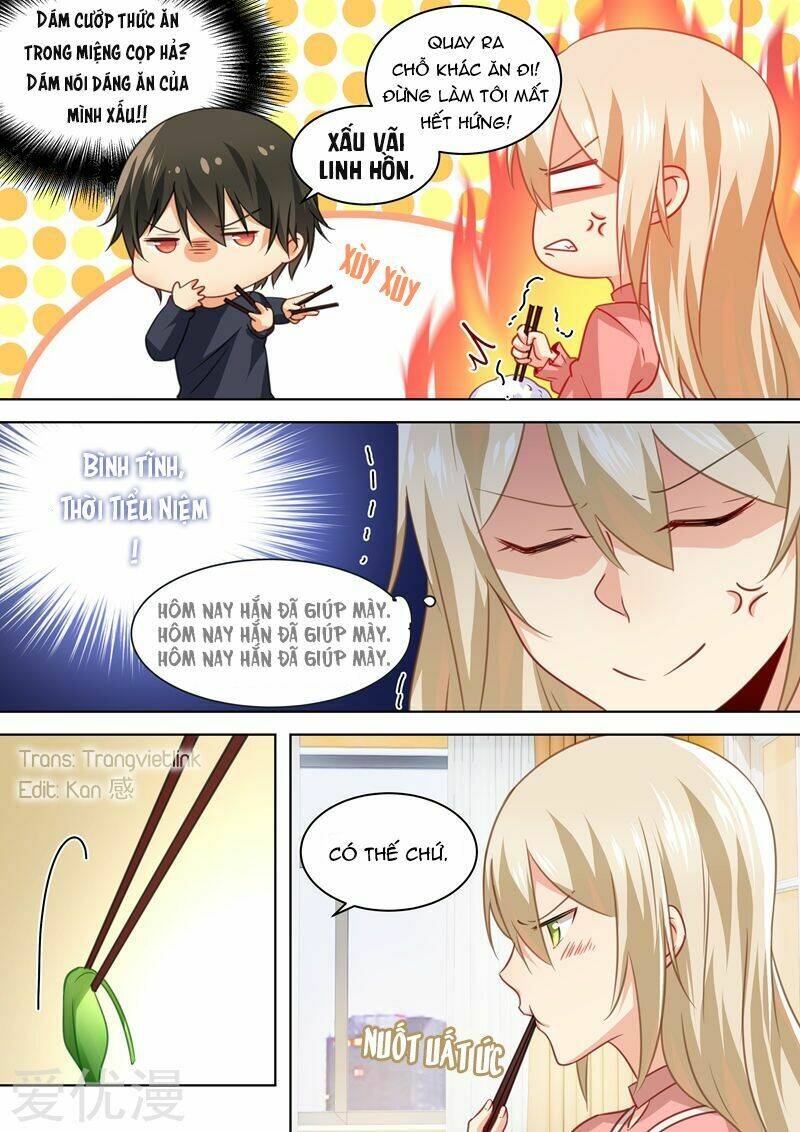 DÁM CƯỚP THỨC ĂN
TRONG MIỆNG CỌP HẢ?
DÁM NÓI DÁNG ĂN CỦA
MÌNH XẤU!!
QUAY RA
CHỖ KHÁC ĂN ĐI!
ĐỪNG LÀM TÔI MẤT
HẾT HỨNG!
XẤU VÃI
LINH HỒN.
XÙY XÙY
BÌNH TĨNH,
THỜI TIỂU NIỆM
!
HÔM NAY HẮN ĐÃ GIÚP MÀY.
HÔM NAY HẮN ĐÃ GIÚP MÀY.
HÔM NAY HẮN ĐÃ GIÚP MÀY.
Trans: Trangvietlink
Edit: Kan 感
CÓ THẾ CHỨ.
NUỐT UẤT ỨC
爱优漫